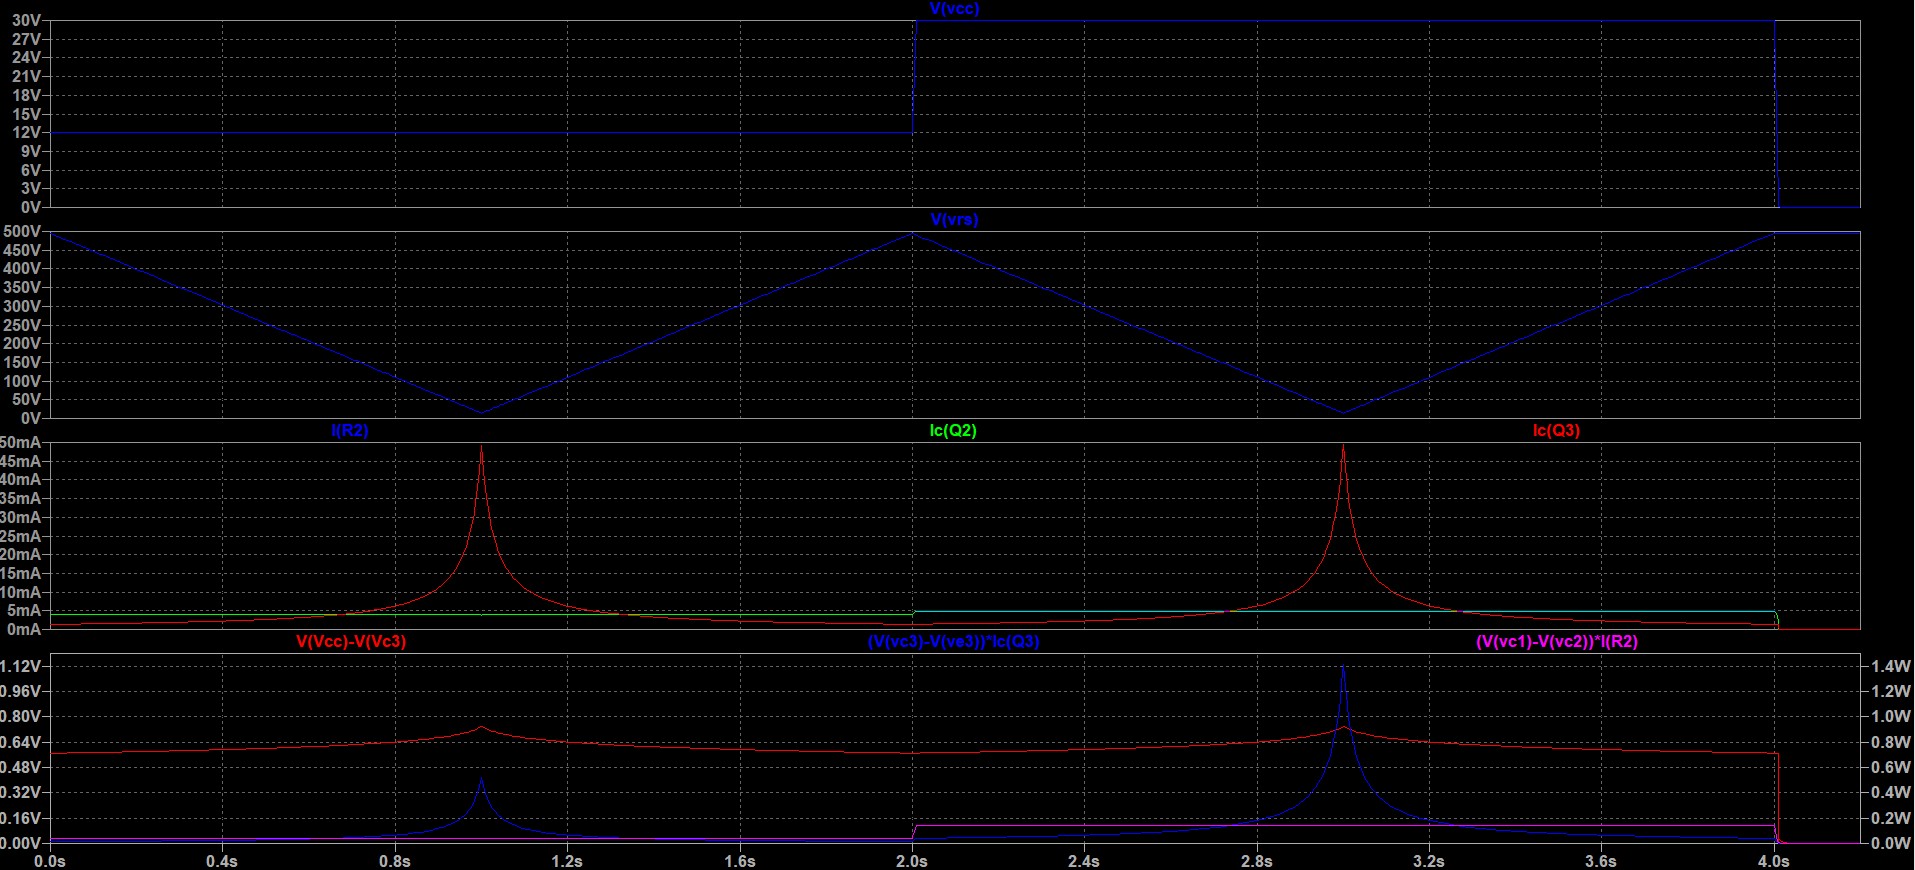 V(vcc)
30V
27V
24V
21V
18V
15V
12V
9V
6V
3V
0V
V(vrs)
500V
450V
400V
350V
300V
250V
200V
150V
100V
50V
0V
I(R2) Ic(Q2) Ic(Q3)
50mA
45mA
40mA
35mA
30mA
25mA
20mA
15mA
10mA
5mA
0mA
V(Vcc)-V(Vc3) (V(vc3)-V(ve3))*Ic(Q3) (V(vc1)-V(vc2))*I(R2)
1.12V 1.4W
0.96V 1.2W
0.80V 1.0W
0.64V 0.8W
0.48V 0.6W
0.32V 0.4W
0.16V 0.2W
0.00V 0.0W
0.0s 0.4s 0.8s 1.2s 1.6s 2.0s 2.4s 2.8s 3.2s 3.6s 4.0s